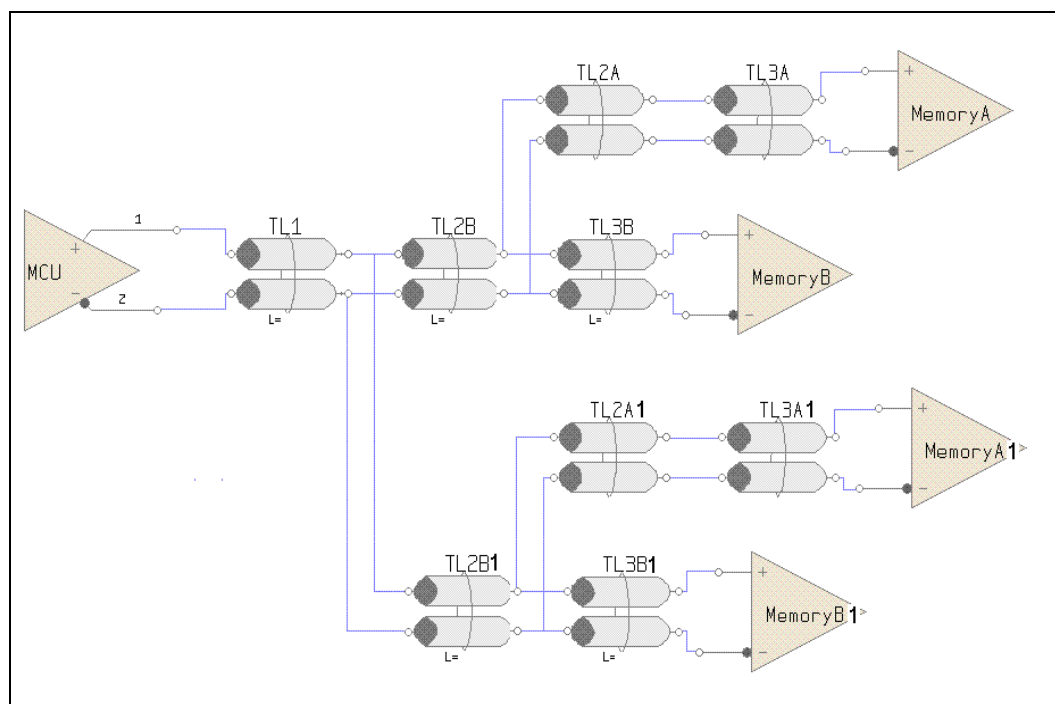 TL2A
TL3A
MemoryA
1
TL1
TL2B
TL3B
MCU
MemoryB
2
L=
L=
L=
TL2A1
TL3A1
MemoryA1
TL2B1
TL3B1
MemoryB1
L=
L=